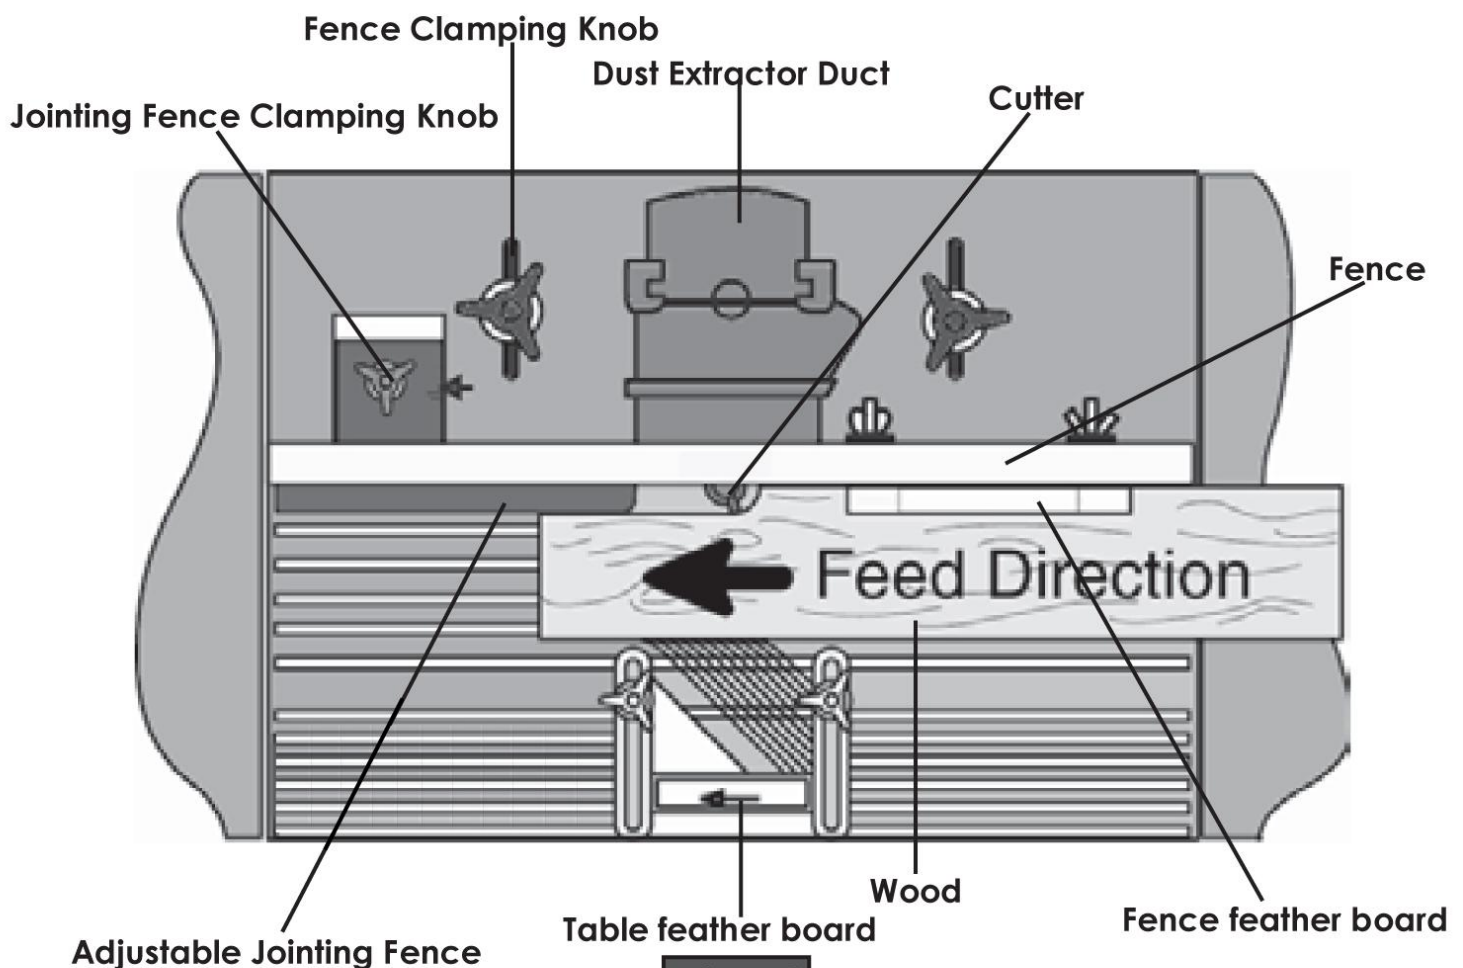 Fence Clamping Knob
Dust Extractor Duct
Cutter
Jointing Fence Clamping Knob
Fence
Feed Direction
Wood
Fence feather board
Table feather board
Adjustable Jointing Fence